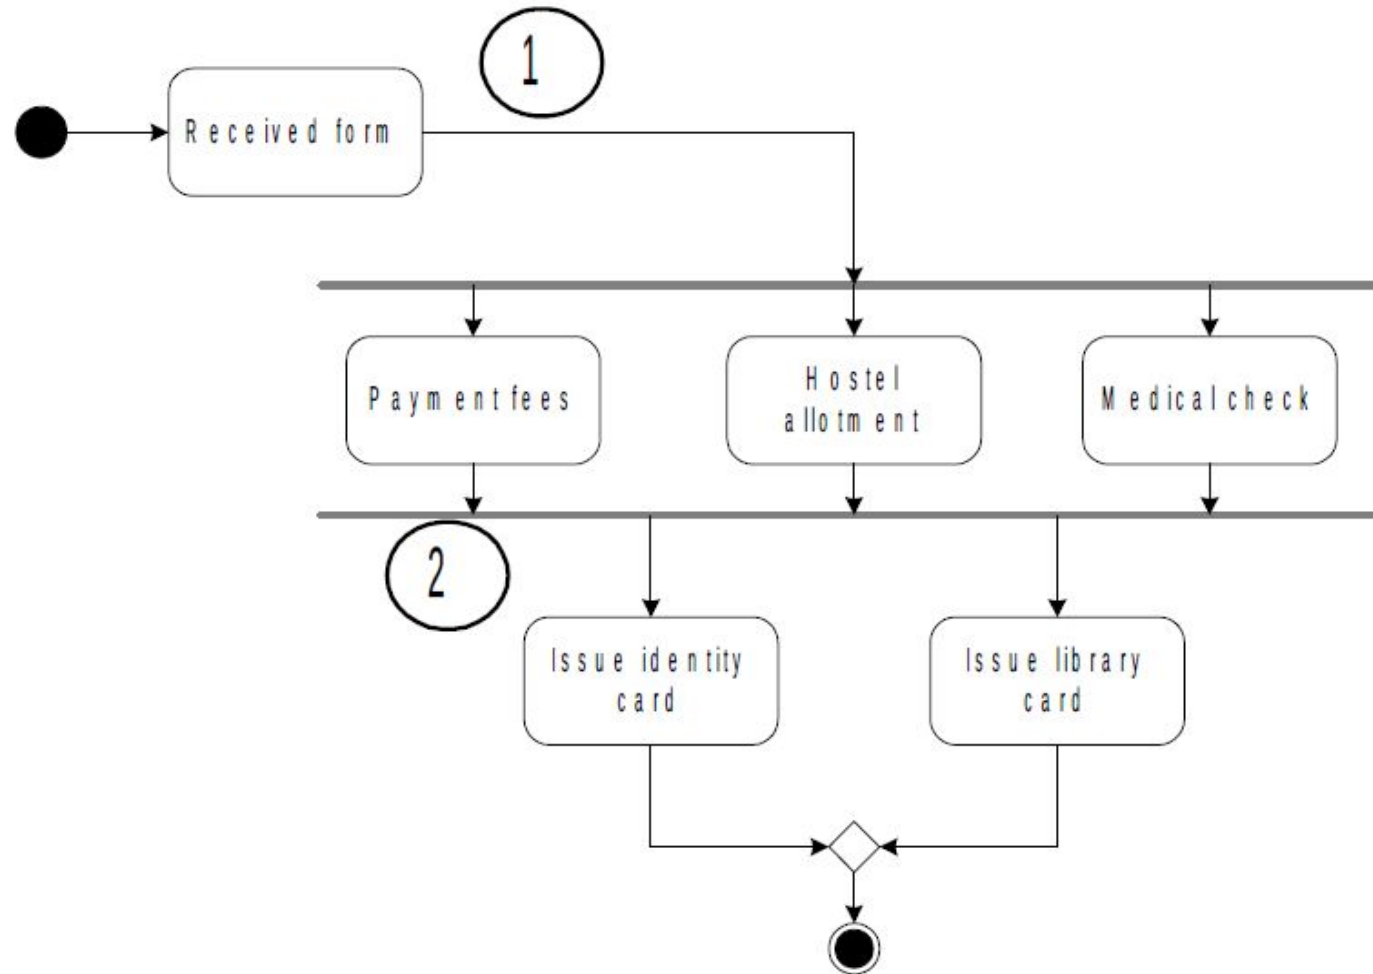 1
Received form
Payment fees
Hostel
allotment
Medical check
2
Issue identity
card
Issue library
card